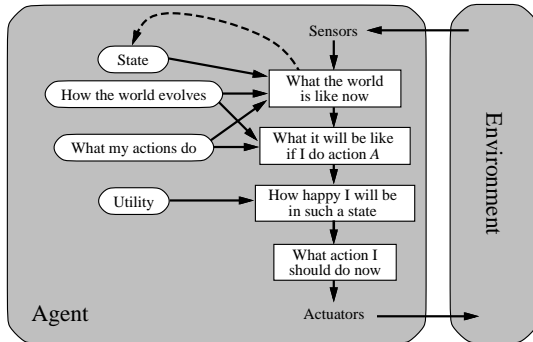 Sensors
State
What the world
is like now
How the world evolves
What my actions do
What it will be like
if I do action A
Utility
How happy I will be
in such a state
What action I
should do now
Agent
Actuators
Environment